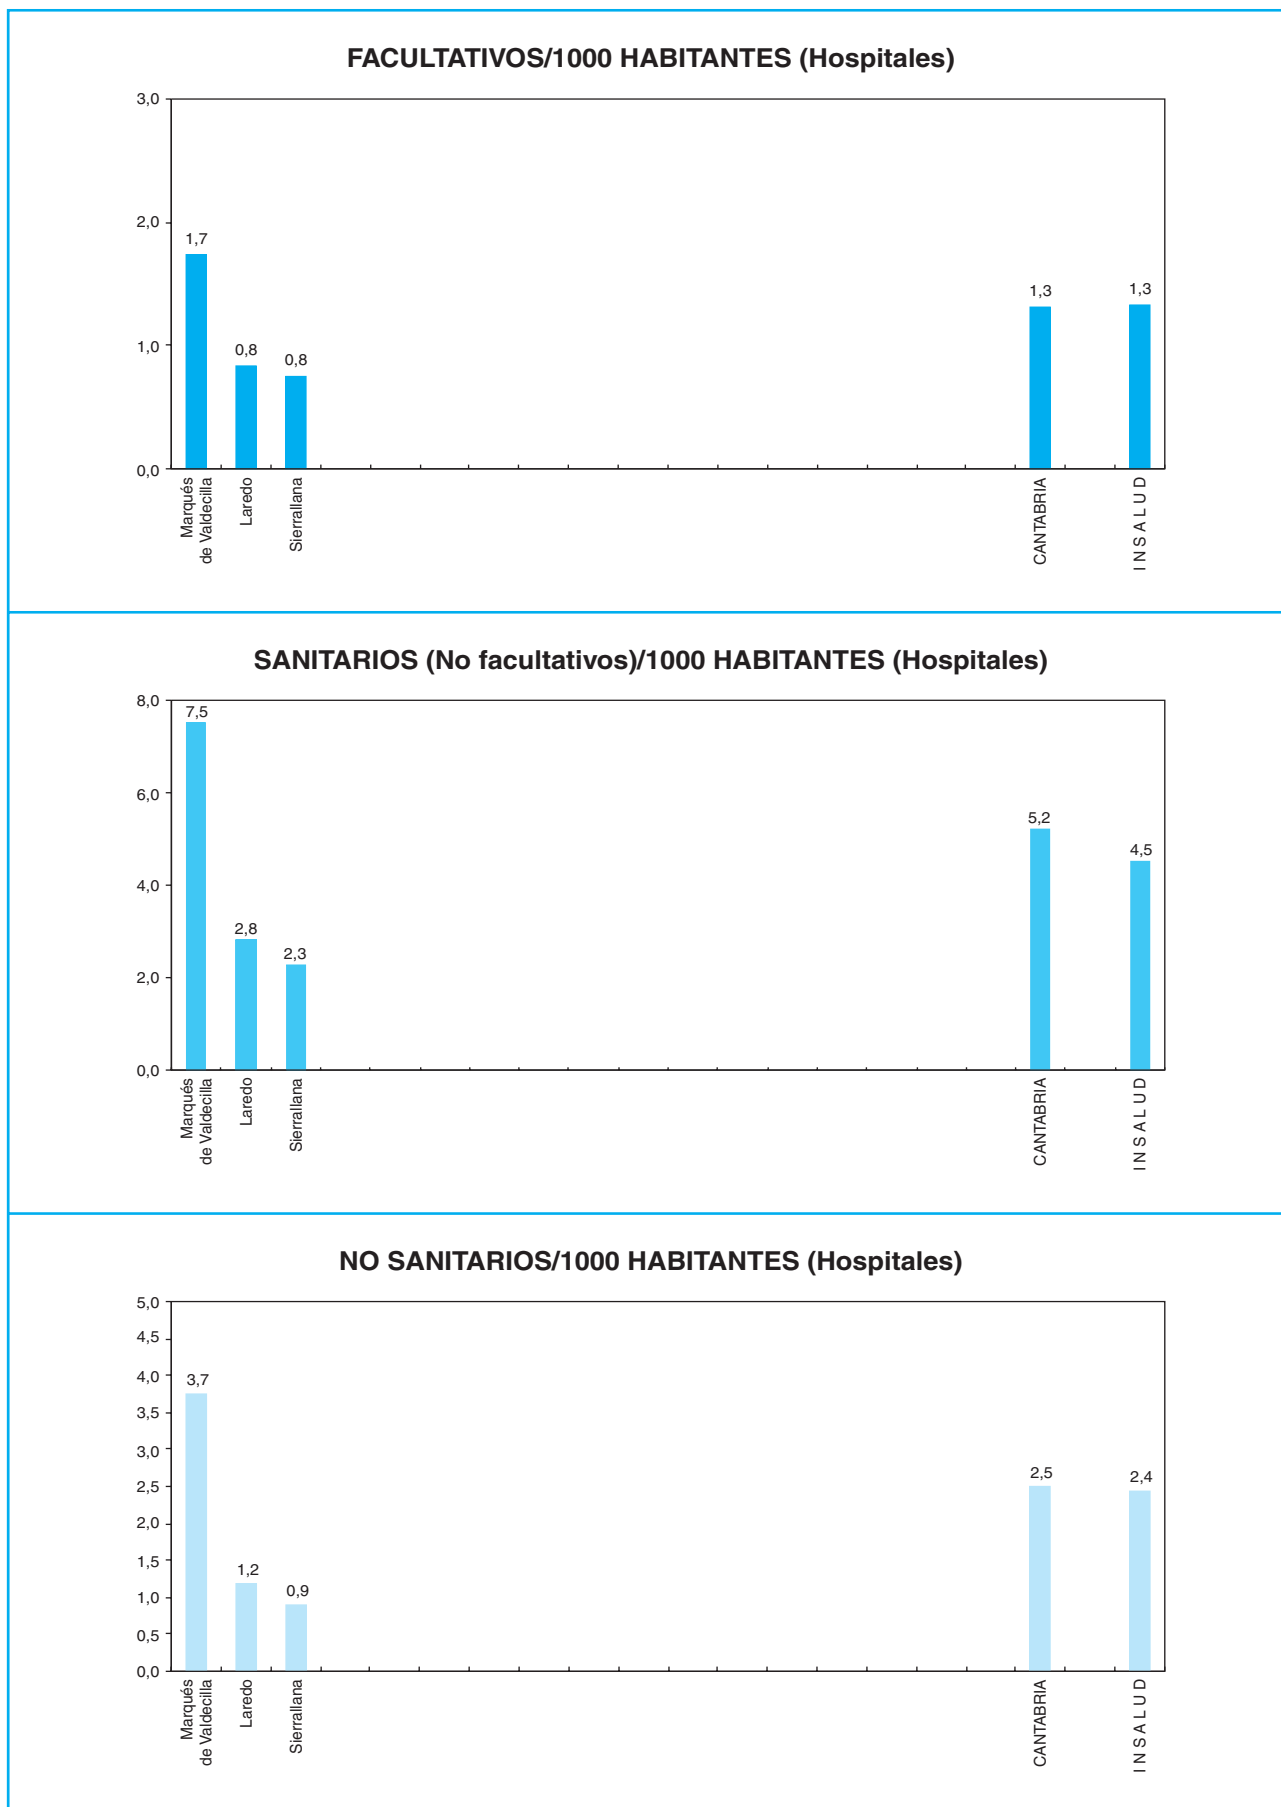 FACULTATIVOS/1000 HABITANTES (Hospitales)
3,0
2,0
1,0
0,0
1,7
0,8
0,8
1,3
1,3
Marqués
de Valdecilla
Laredo
Sierrallana
CANTABRIA
I N S A L U D
SANITARIOS (No facultativos)/1000 HABITANTES (Hospitales)
8,0
6,0
4,0
2,0
0,0
7,5
2,8
2,3
5,2
4,5
Marqués
de Valdecilla
Laredo
Sierrallana
CANTABRIA
I N S A L U D
NO SANITARIOS/1000 HABITANTES (Hospitales)
5,0
4,5
4,0
3,5
3,0
2,5
2,0
1,5
1,0
0,5
0,0
3,7
1,2
0,9
2,5
2,4
Marqués
de Valdecilla
Laredo
Sierrallana
CANTABRIA
I N S A L U D